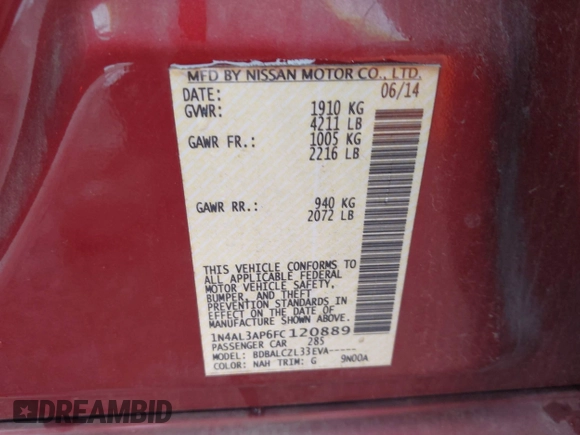 MFD BY NISSAN MOTOR CO., LTD.
DATE: 06/14
GVWR: 1910 KG
4211 LB
GAWR FR.: 1005 KG
2216 LB
GAWR RR.: 940 KG
2072 LB
THIS VEHICLE CONFORMS TO
ALL APPLICABLE FEDERAL
MOTOR VEHICLE SAFETY,
BUMPER, AND THEFT
PREVENTION STANDARDS IN
EFFECT ON THE DATE OF
MANUFACTURE SHOWN ABOVE.
1N4AL3AP6FC120889
PASSENGER CAR 285
MODEL: BDBALCZL33EVA-----
COLOR: NAH TRIM: G 9N00A
DREAMBID